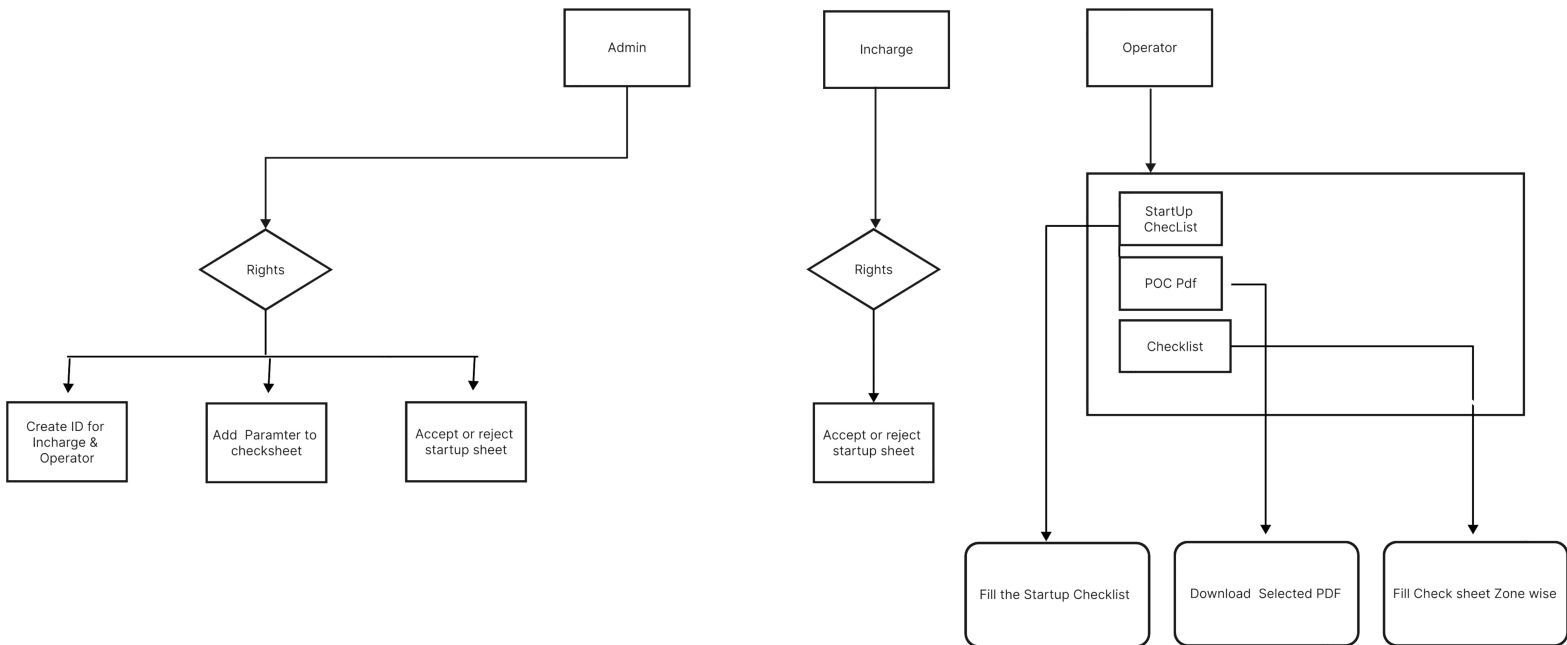 Admin
Incharge
Operator
Rights
Create ID for
Incharge &
Operator
Add  Paramter to
checksheet
Accept or reject
startup sheet
Rights
Accept or reject
startup sheet
StartUp
ChecList
POC Pdf
Checklist
Fill the Startup Checklist
Download  Selected PDF
Fill Check sheet Zone wise